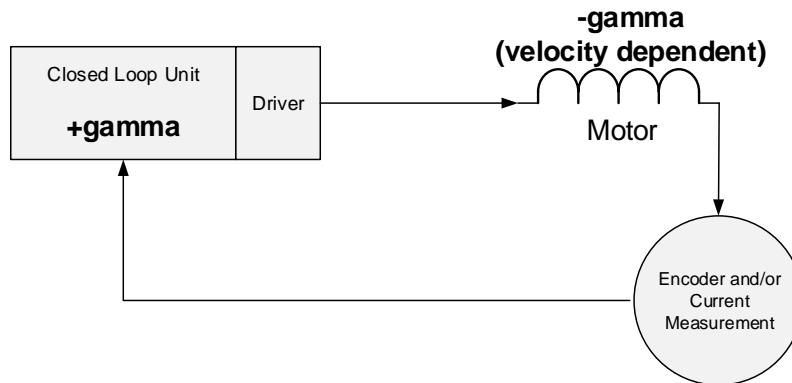 -gamma
(velocity dependent)
Closed Loop Unit
+gamma
Driver
Motor
Encoder and/or
Current
Measurement